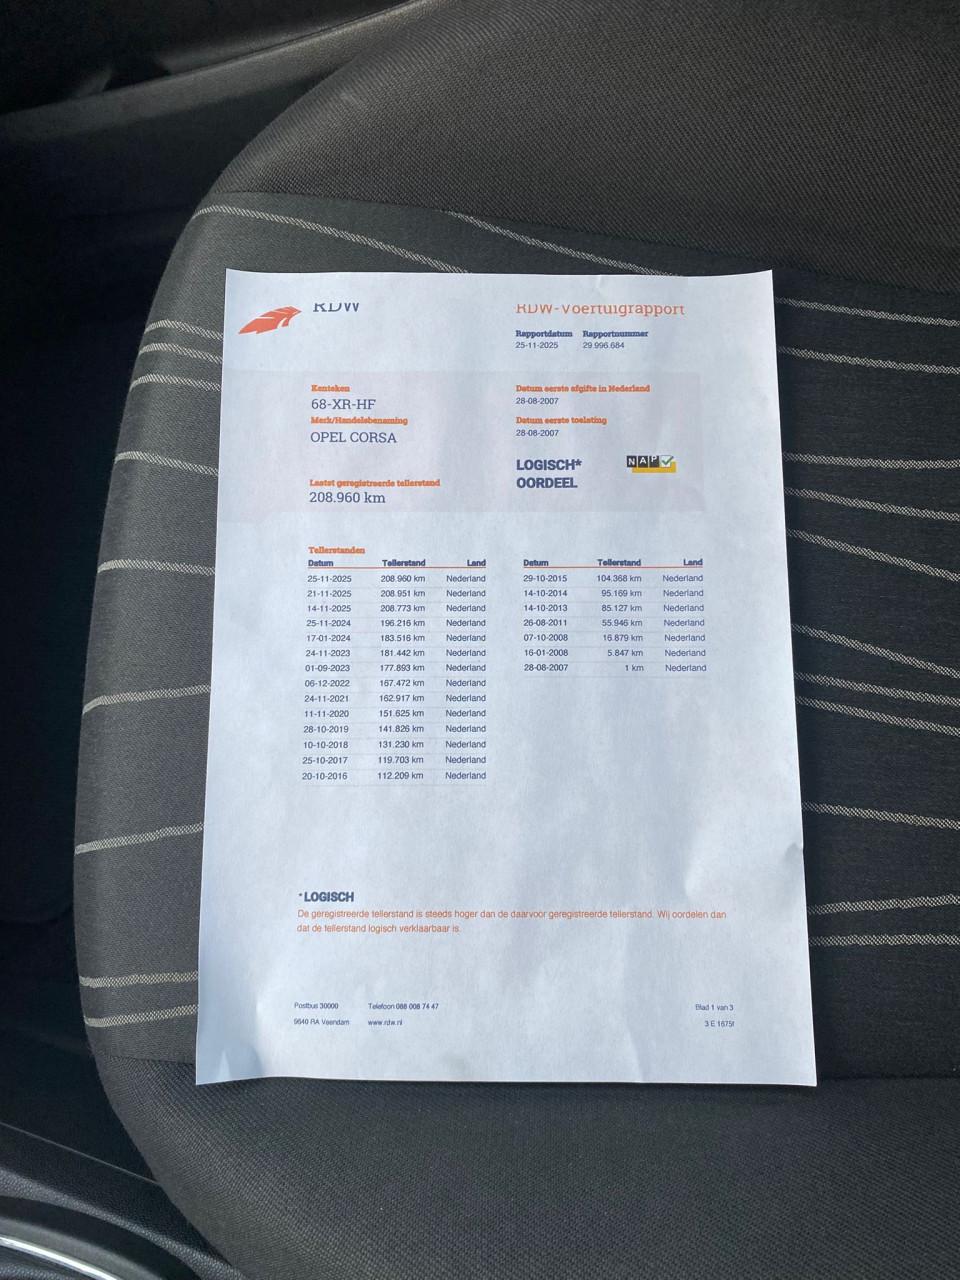 RDW
RDW-Voertuigrapport
Rapportdatum Rapportnummer
25-11-2025 29.996.684
Kenteken
68-XR-HF
Merk/Handelsbenaming
OPEL CORSA
Laatst geregistreerde tellerstand
208.960 km
Datum eerste afgifte in Nederland
28-08-2007
Datum eerste toelating
28-08-2007
LOGISCH*
OORDEEL
NAP
Tellerstanden
Datum Tellerstand Land
25-11-2025 208.960 km Nederland
21-11-2025 208.951 km Nederland
14-11-2025 208.773 km Nederland
25-11-2024 196.216 km Nederland
17-01-2024 183.516 km Nederland
24-11-2023 181.442 km Nederland
01-09-2023 177.893 km Nederland
06-12-2022 167.472 km Nederland
24-11-2021 162.917 km Nederland
11-11-2020 151.625 km Nederland
28-10-2019 141.826 km Nederland
10-10-2018 131.230 km Nederland
25-10-2017 119.703 km Nederland
20-10-2016 112.209 km Nederland
Datum Tellerstand Land
29-10-2015 104.368 km Nederland
14-10-2014 95.169 km Nederland
14-10-2013 85.127 km Nederland
26-08-2011 55.946 km Nederland
07-10-2008 16.879 km Nederland
16-01-2008 5.847 km Nederland
28-08-2007 1 km Nederland
*LOGISCH
De geregistreerde tellerstand is steeds hoger dan de daarvoor geregistreerde tellerstand. Wij oordelen dan
dat de tellerstand logisch verklaarbaar is.
Postbus 30000 Telefoon 088 008 74 47 Blad 1 van 3
9640 RA Veendam www.rdw.nl 3 E 1675f